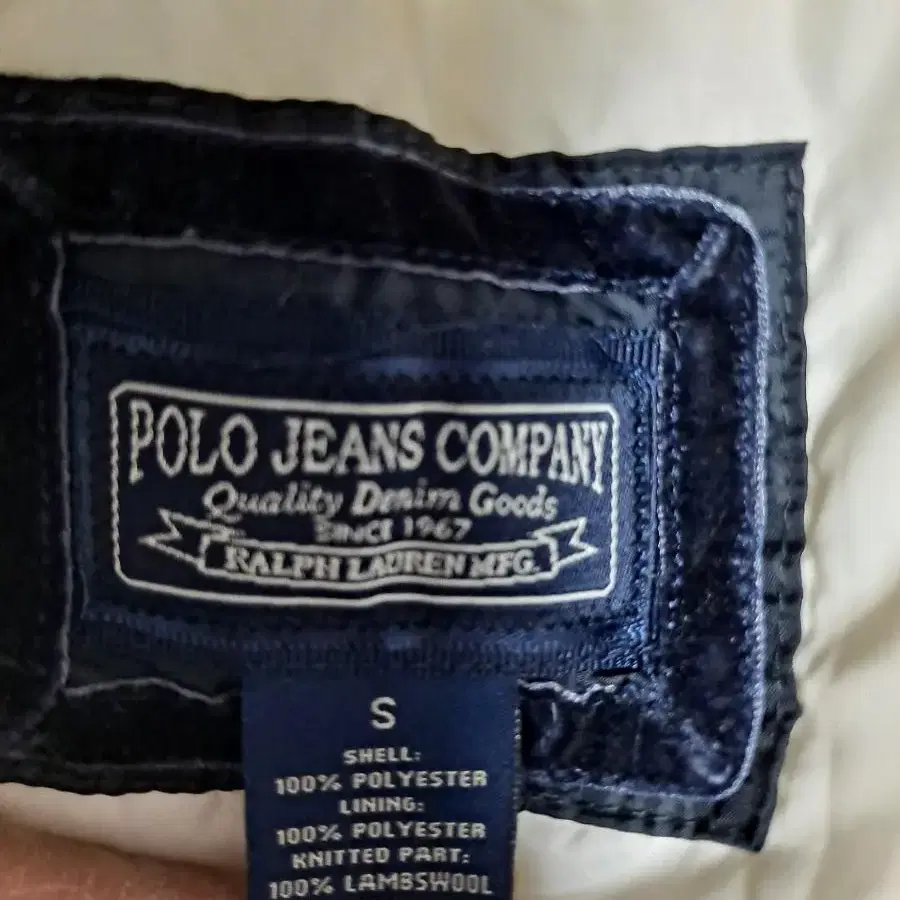 POLO JEANS COMPANY
Quality Denim Goods
SINCE 1967
RALPH LAUREN MFG.
S
SHELL:
100% POLYESTER
LINING:
100% POLYESTER
KNITTED PART:
100% LAMBSWOOL